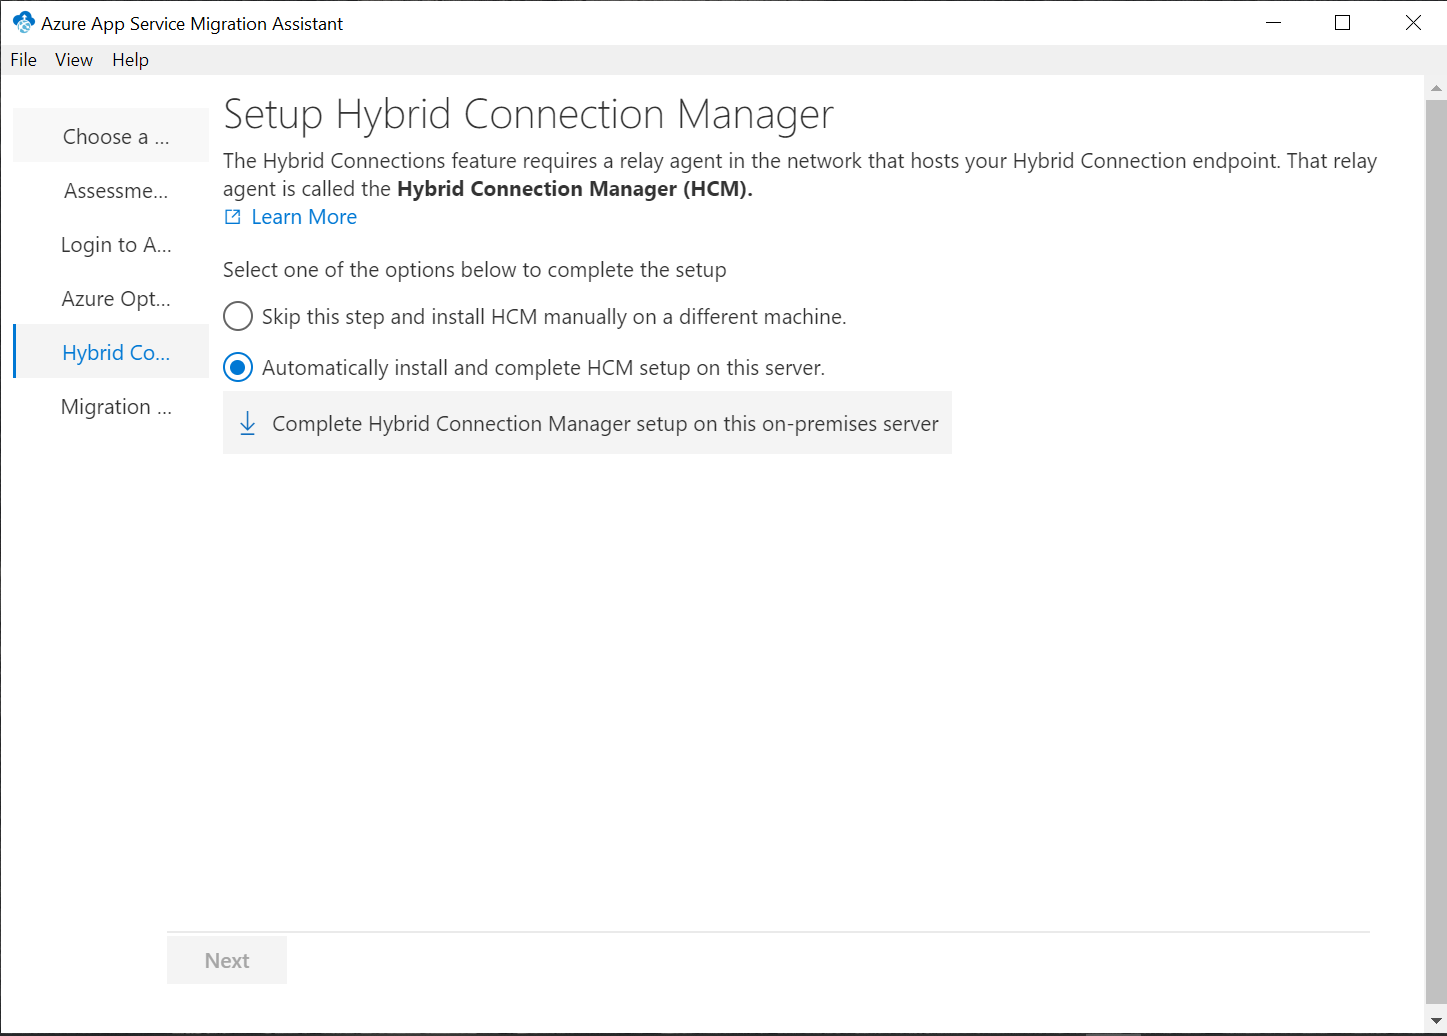 Azure App Service Migration Assistant
File View Help
Choose a ...
Assessme...
Login to A...
Azure Opt...
Hybrid Co...
Migration ...
Setup Hybrid Connection Manager
The Hybrid Connections feature requires a relay agent in the network that hosts your Hybrid Connection endpoint. That relay
agent is called the Hybrid Connection Manager (HCM).
Learn More
Select one of the options below to complete the setup
Skip this step and install HCM manually on a different machine.
Automatically install and complete HCM setup on this server.
Complete Hybrid Connection Manager setup on this on-premises server
Next